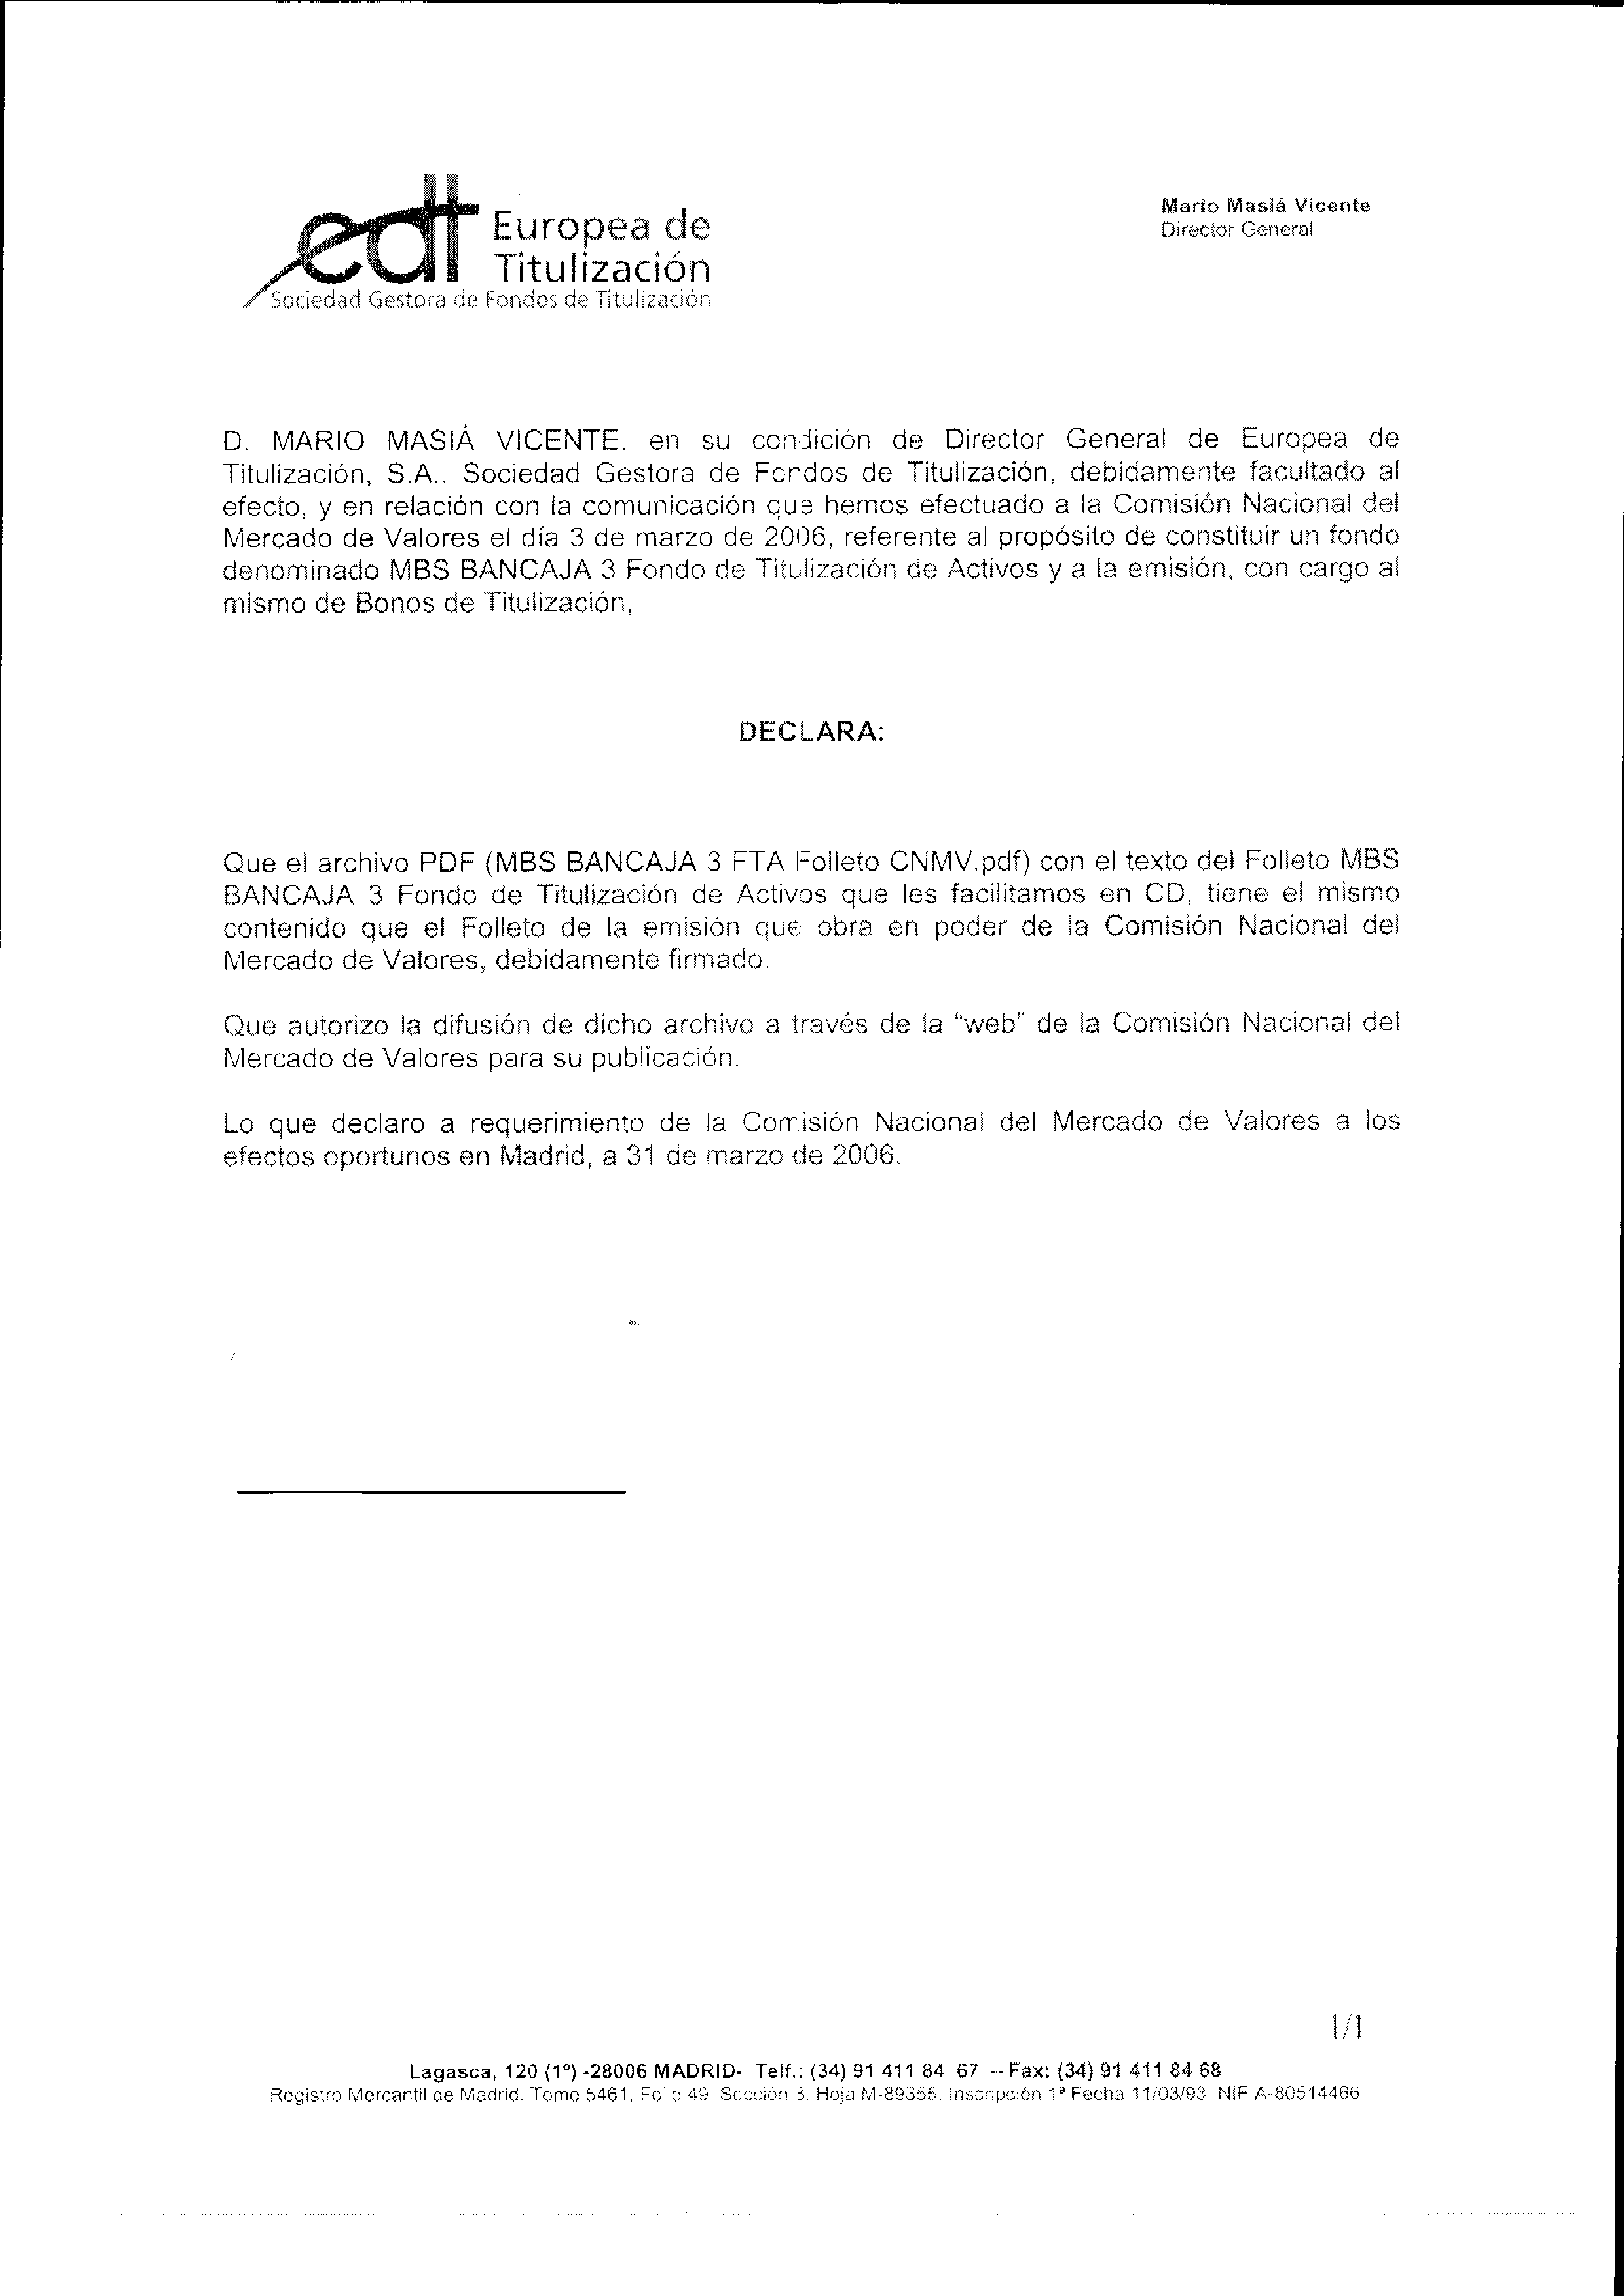 edt Europea de
Titulización
Sociedad Gestora de Fondos de Titulización
Mario Masiá Vicente
Director General
D. MARIO MASIÁ VICENTE, en su condición de Director General de Europea de
Titulización, S.A., Sociedad Gestora de Fondos de Titulización, debidamente facultado al
efecto, y en relación con la comunicación que hemos efectuado a la Comisión Nacional del
Mercado de Valores el día 3 de marzo de 2006, referente al propósito de constituir un fondo
denominado MBS BANCAJA 3 Fondo de Titulización de Activos y a la emisión, con cargo al
mismo de Bonos de Titulización,
DECLARA:
Que el archivo PDF (MBS BANCAJA 3 FTA Folleto CNMV.pdf) con el texto del Folleto MBS
BANCAJA 3 Fondo de Titulización de Activos que les facilitamos en CD, tiene el mismo
contenido que el Folleto de la emisión que obra en poder de la Comisión Nacional del
Mercado de Valores, debidamente firmado.
Que autorizo la difusión de dicho archivo a través de la “web” de la Comisión Nacional del
Mercado de Valores para su publicación.
Lo que declaro a requerimiento de la Comisión Nacional del Mercado de Valores a los
efectos oportunos en Madrid, a 31 de marzo de 2006.
1/1
Lagasca, 120 (1º) -28006 MADRID- Telf.: (34) 91 411 84 67 – Fax: (34) 91 411 84 68
Registro Mercantil de Madrid. Tomo 5461, Folio 49 Sección 3. Hoja M-89355, Inscripción 1ª Fecha 11/03/93 NIF A-80514466